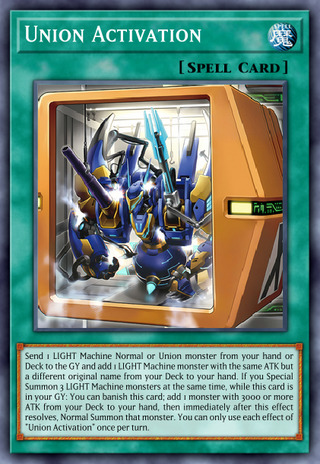 Union Activation
[Spell Card]
Send 1 LIGHT Machine Normal or Union monster from your hand or
Deck to the GY and add 1 LIGHT Machine monster with the same ATK but
a different original name from your Deck to your hand. If you Special
Summon 3 LIGHT Machine monsters at the same time, while this card is
in your GY: You can banish this card; add 1 monster with 3000 or more
ATK from your Deck to your hand, then immediately after this effect
resolves, Normal Summon that monster. You can only use each effect of
"Union Activation" once per turn.